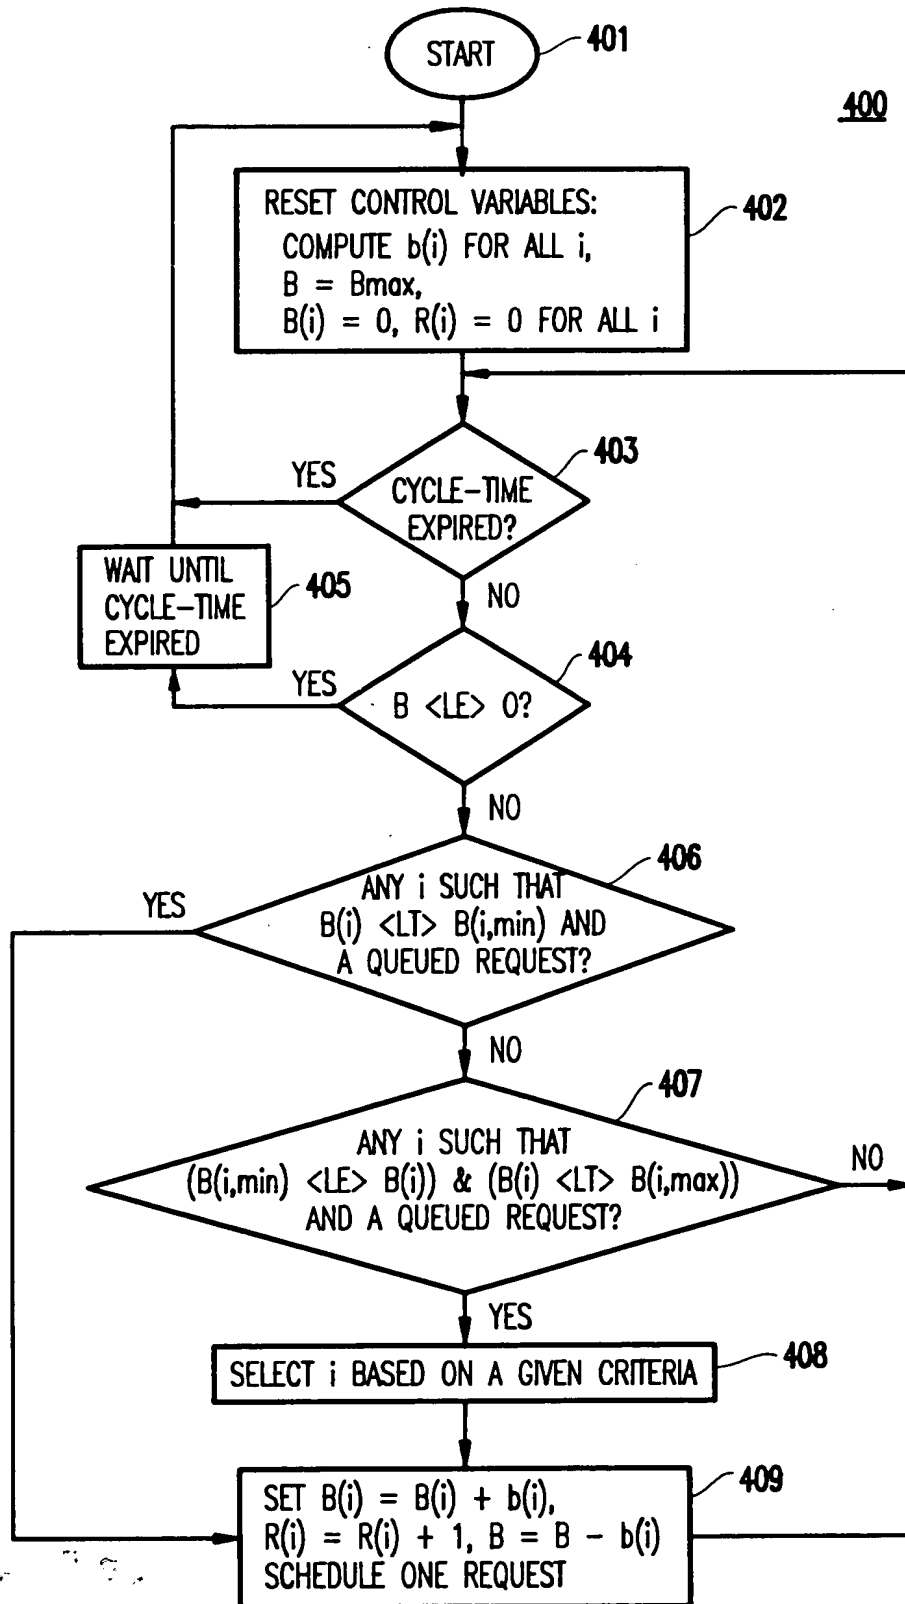 START
401
400
RESET CONTROL VARIABLES:
COMPUTE b(i) FOR ALL i,
B = Bmax,
B(i) = 0, R(i) = 0 FOR ALL i
402
403
YES
CYCLE-TIME
EXPIRED?
WAIT UNTIL
CYCLE-TIME
EXPIRED
405
NO
404
YES
B <LE> 0?
NO
406
YES
ANY i SUCH THAT
B(i) <LT> B(i,min) AND
A QUEUED REQUEST?
NO
407
ANY i SUCH THAT
(B(i,min) <LE> B(i)) & (B(i) <LT> B(i,max))
AND A QUEUED REQUEST?
NO
YES
SELECT i BASED ON A GIVEN CRITERIA
408
SET B(i) = B(i) + b(i),
R(i) = R(i) + 1, B = B - b(i)
SCHEDULE ONE REQUEST
409